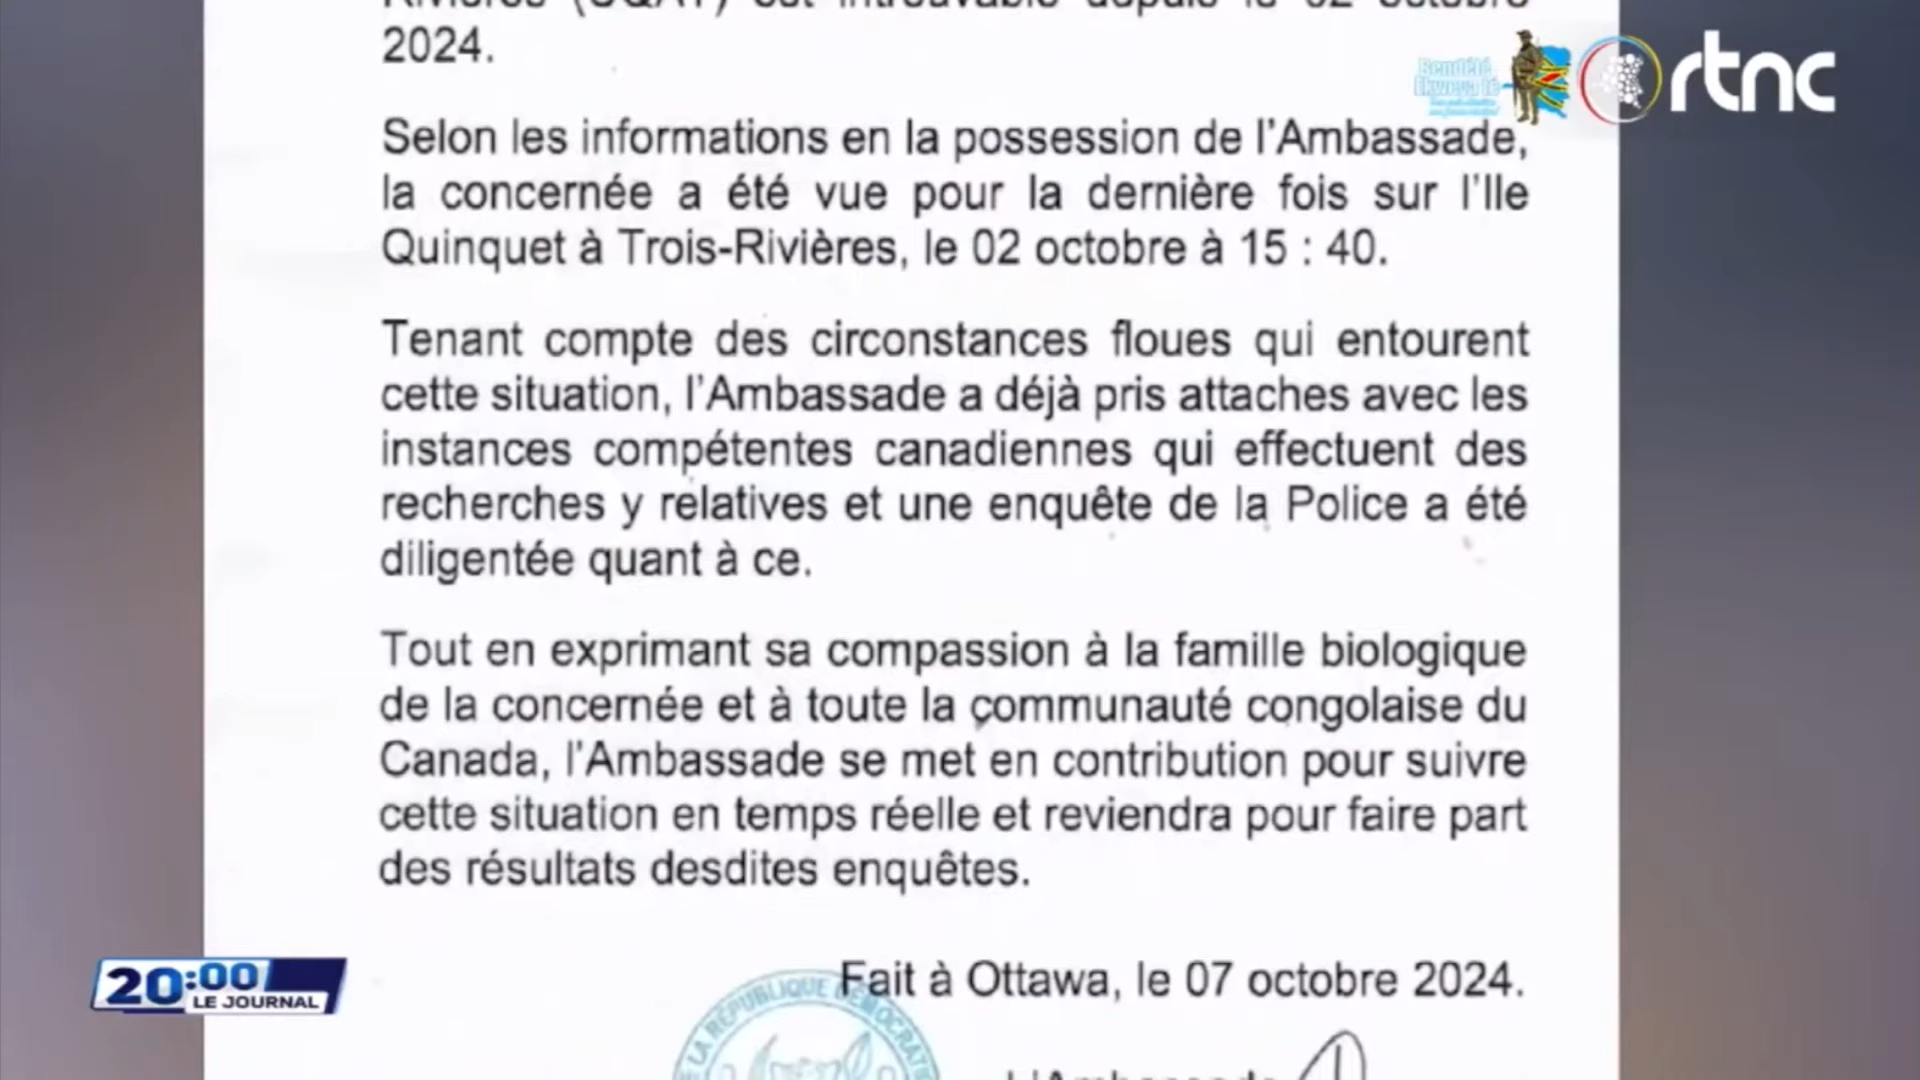 2024.
rtnc
Selon les informations en la possession de l'Ambassade,
la concernée a été vue pour la dernière fois sur l'Ile
Quinquet à Trois-Rivières, le 02 octobre à 15 : 40.
Tenant compte des circonstances floues qui entourent
cette situation, l'Ambassade a déjà pris attaches avec les
instances compétentes canadiennes qui effectuent des
recherches y relatives et une enquête de la Police a été
diligentée quant à ce.
Tout en exprimant sa compassion à la famille biologique
de la concernée et à toute la communauté congolaise du
Canada, l'Ambassade se met en contribution pour suivre
cette situation en temps réelle et reviendra pour faire part
des résultats desdites enquêtes.
20:00
LE JOURNAL
Fait à Ottawa, le 07 octobre 2024.
LA RÉPUBLIQUE